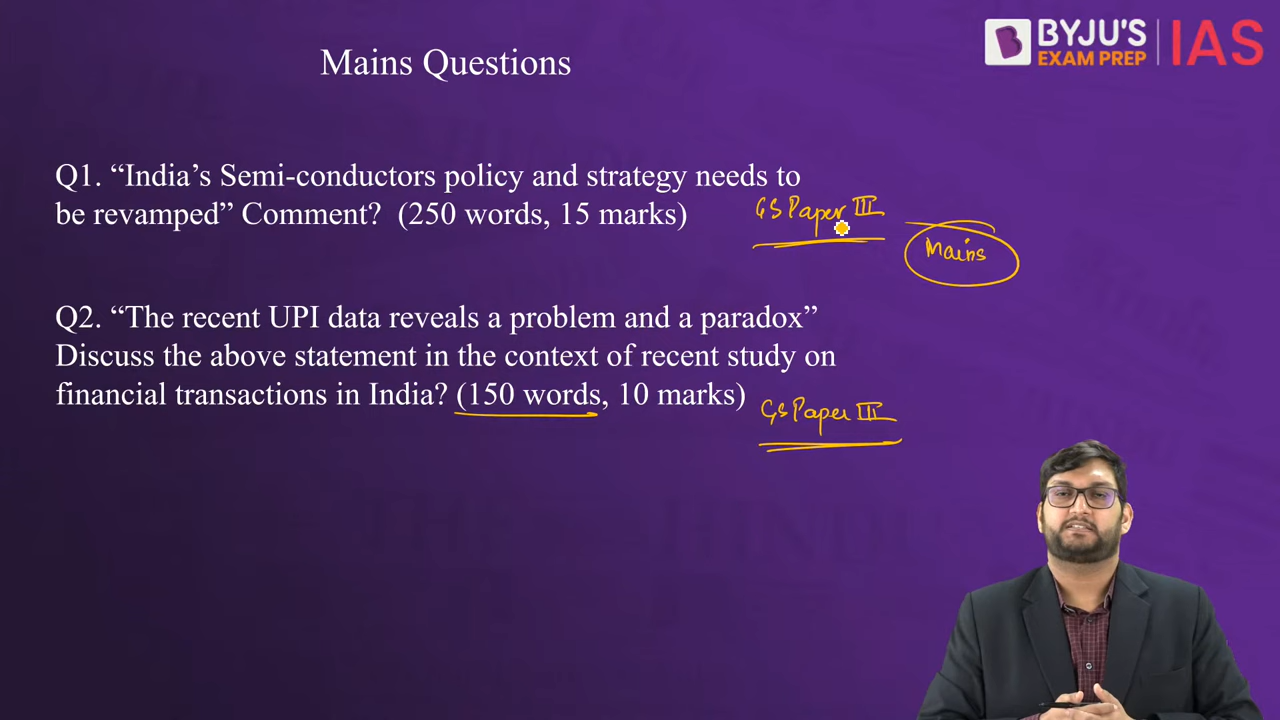 Mains Questions
BYJU'S
EXAM PREP
IAS
Q1. “India’s Semi-conductors policy and strategy needs to
be revamped” Comment? (250 words, 15 marks)
GS Paper III
Mains
Q2. “The recent UPI data reveals a problem and a paradox”
Discuss the above statement in the context of recent study on
financial transactions in India? (150 words, 10 marks)
GS Paper III